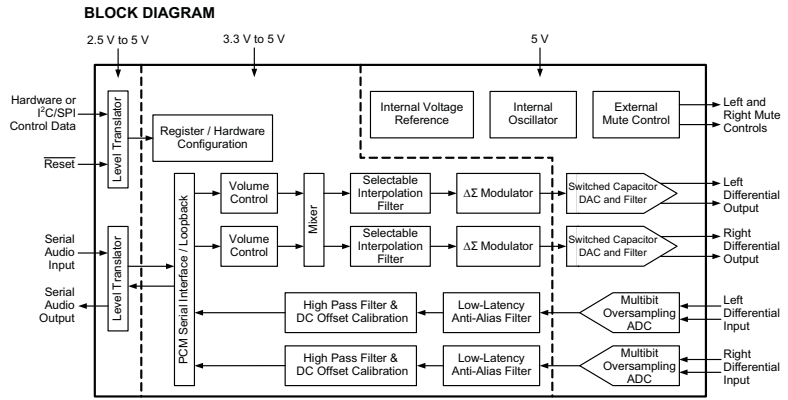 BLOCK DIAGRAM
2.5 V to 5 V
3.3 V to 5 V
5 V
Hardware or
I²C/SPI
Control Data
Reset
Level Translator
Register / Hardware
Configuration
Internal Voltage
Reference
Internal
Oscillator
External
Mute Control
Left and
Right Mute
Controls
PCM Serial Interface / Loopback
Volume
Control
Mixer
Selectable
Interpolation
Filter
ΔΣ Modulator
Switched Capacitor
DAC and Filter
Left
Differential
Output
Volume
Control
Selectable
Interpolation
Filter
ΔΣ Modulator
Switched Capacitor
DAC and Filter
Right
Differential
Output
Serial
Audio
Input
Serial
Audio
Output
Level Translator
High Pass Filter &
DC Offset Calibration
Low-Latency
Anti-Alias Filter
Multibit
Oversampling
ADC
Left
Differential
Input
High Pass Filter &
DC Offset Calibration
Low-Latency
Anti-Alias Filter
Multibit
Oversampling
ADC
Right
Differential
Input